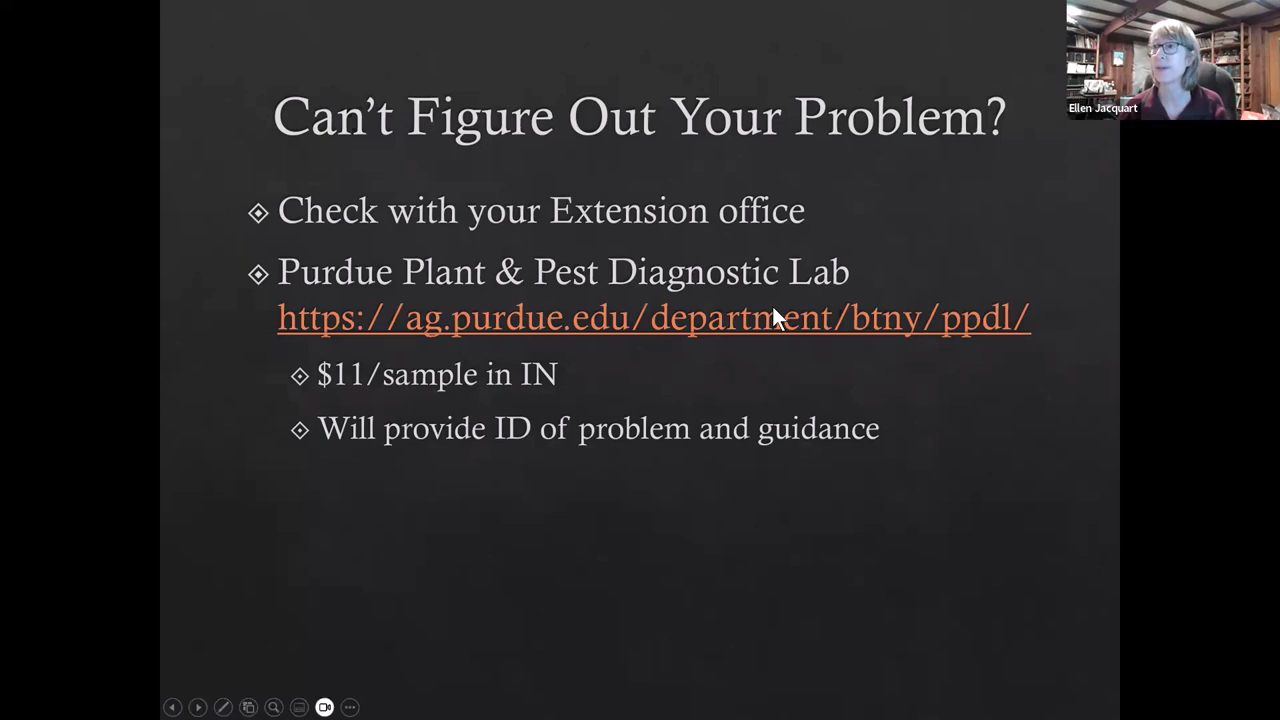 Can't Figure Out Your Problem?
Check with your Extension office
Purdue Plant & Pest Diagnostic Lab
https://ag.purdue.edu/department/btny/ppdl/
$11/sample in IN
Will provide ID of problem and guidance
Ellen Jacquart